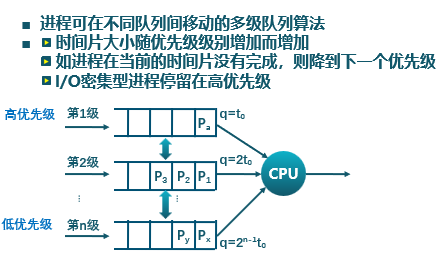 进程可在不同队列间移动的多级队列算法
时间片大小随优先级级别增加而增加
如进程在当前的时间片没有完成，则降到下一个优先级
I/O密集型进程停留在高优先级
高优先级 第1级 Pa q=t₀
第2级 P3 P2 P1 q=2t₀
CPU
⋮ ⋮
低优先级 第n级 Py Px q=2ⁿ⁻¹t₀